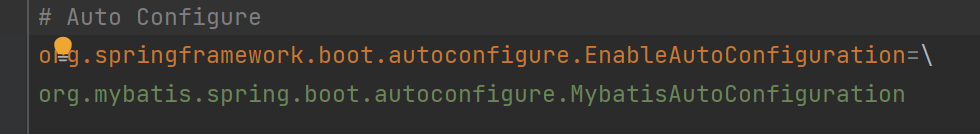 # Auto Configure
org.springframework.boot.autoconfigure.EnableAutoConfiguration=\
org.mybatis.spring.boot.autoconfigure.MybatisAutoConfiguration